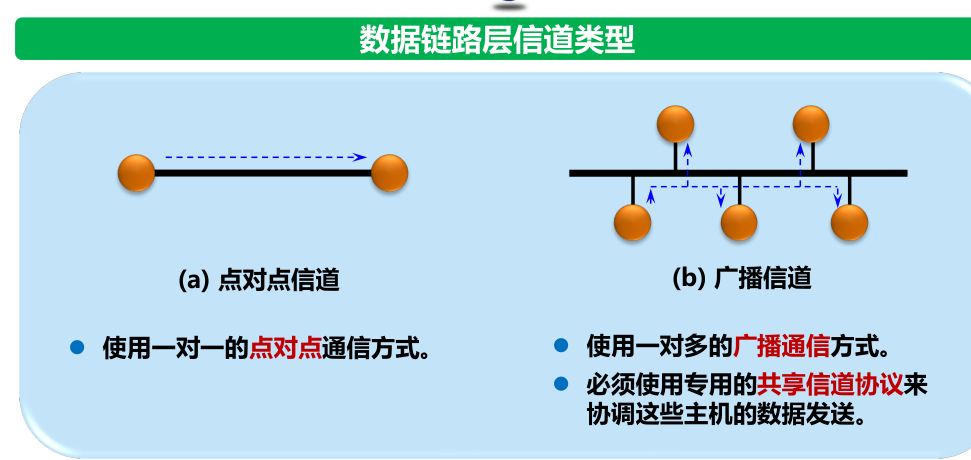 数据链路层信道类型
(a) 点对点信道
使用一对一的点对点通信方式。
(b) 广播信道
使用一对多的广播通信方式。
必须使用专用的共享信道协议来
协调这些主机的数据发送。